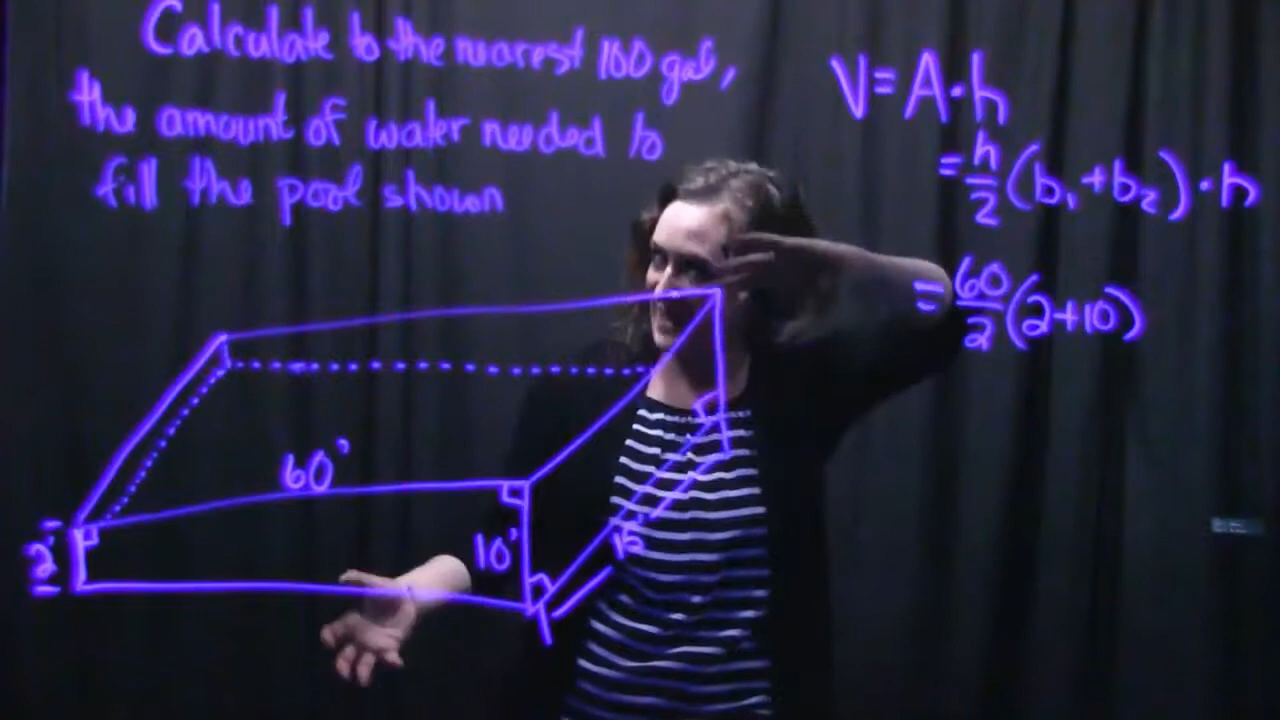 Calculate to the nearest 100 gal,
the amount of water needed to
fill the pool shown
V = A · h
= h/2 (b₁ + b₂) · h
= 60/2 (2+10)
60'
2'
10'